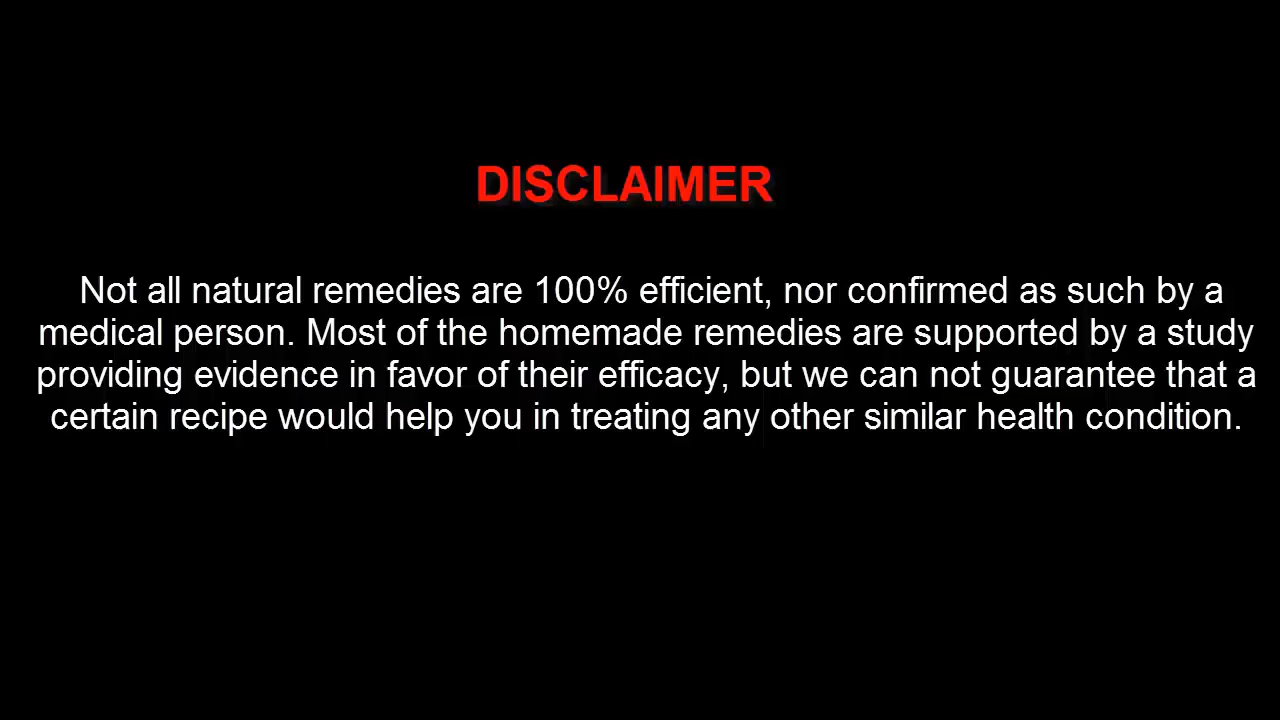 DISCLAIMER
Not all natural remedies are 100% efficient, nor confirmed as such by a
medical person. Most of the homemade remedies are supported by a study
providing evidence in favor of their efficacy, but we can not guarantee that a
certain recipe would help you in treating any other similar health condition.